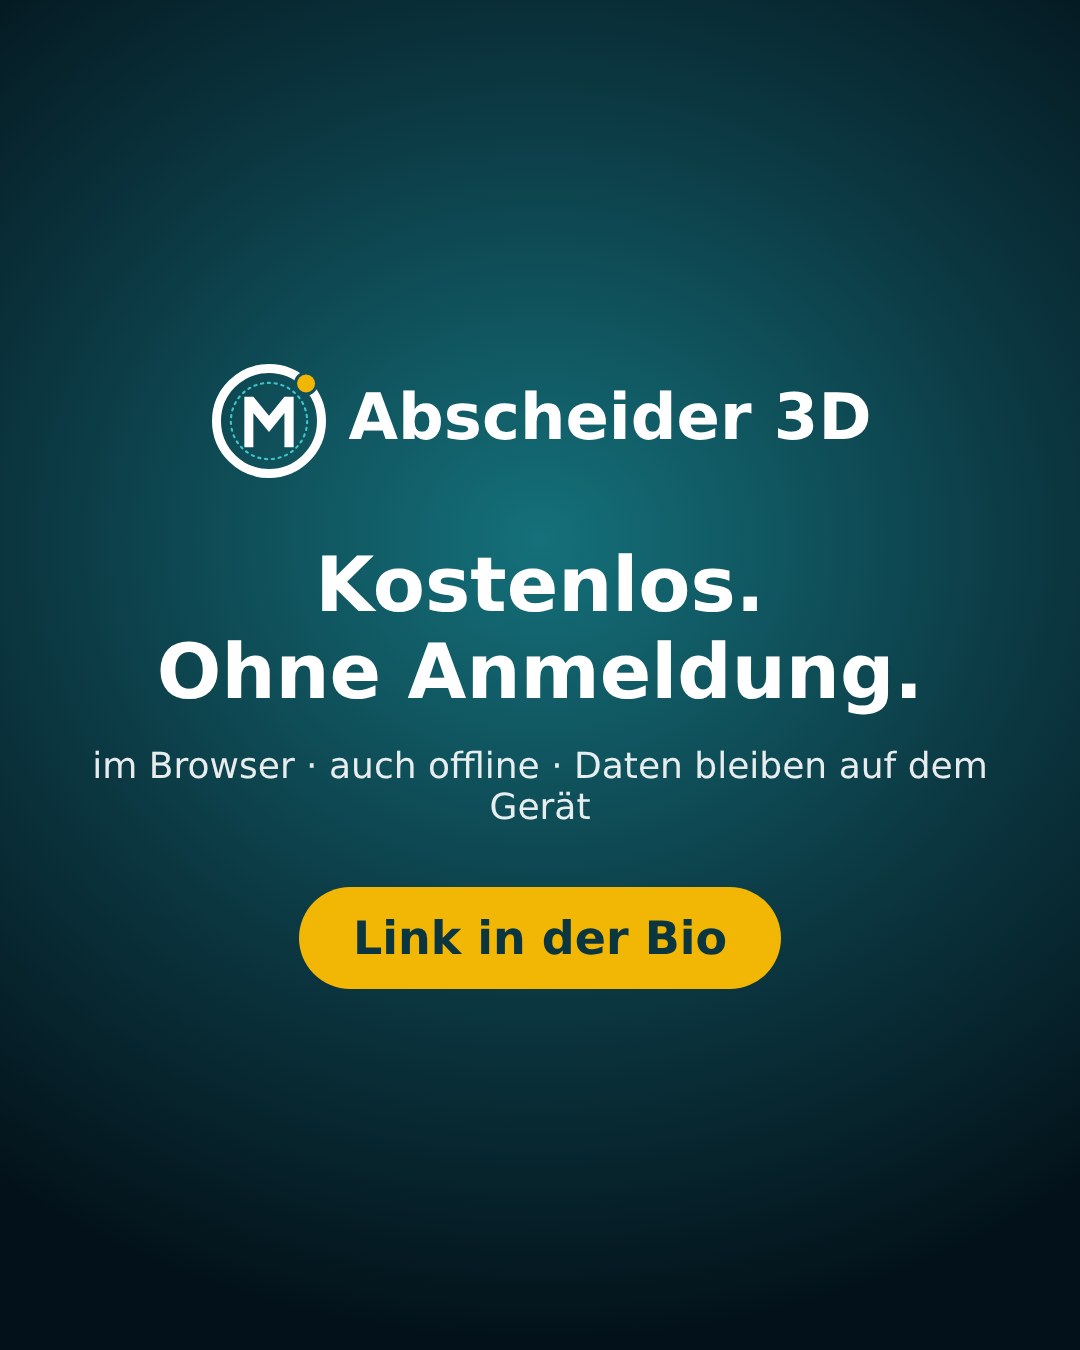 M Abscheider 3D
Kostenlos.
Ohne Anmeldung.
im Browser · auch offline · Daten bleiben auf dem
Gerät
Link in der Bio